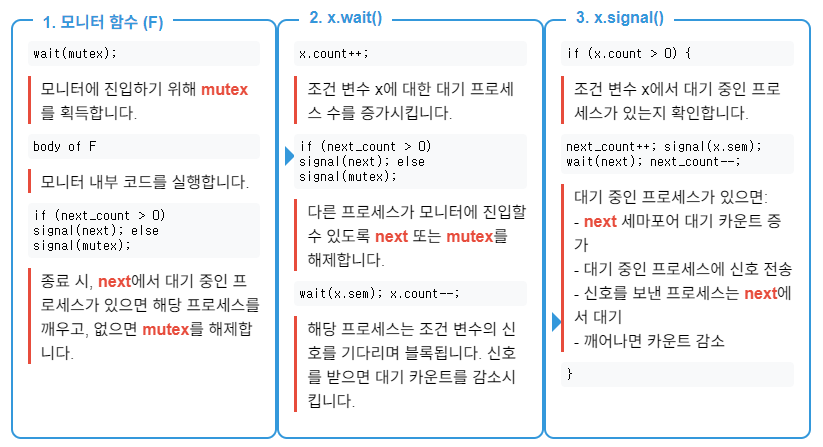 1. 모니터 함수 (F)
wait(mutex);
모니터에 진입하기 위해 mutex
를 획득합니다.
body of F
모니터 내부 코드를 실행합니다.
if (next_count > 0)
signal(next); else
signal(mutex);
종료 시, next에서 대기 중인 프
로세스가 있으면 해당 프로세스를
깨우고, 없으면 mutex를 해제합
니다.
2. x.wait()
x.count++;
조건 변수 x에 대한 대기 프로세
스 수를 증가시킵니다.
if (next_count > 0)
signal(next); else
signal(mutex);
다른 프로세스가 모니터에 진입할
수 있도록 next 또는 mutex를
해제합니다.
wait(x.sem); x.count--;
해당 프로세스는 조건 변수의 신
호를 기다리며 블록됩니다. 신호
를 받으면 대기 카운트를 감소시
킵니다.
3. x.signal()
if (x.count > 0) {
조건 변수 x에서 대기 중인 프로
세스가 있는지 확인합니다.
next_count++; signal(x.sem);
wait(next); next_count--;
대기 중인 프로세스가 있으면:
- next 세마포어 대기 카운트 증
가
- 대기 중인 프로세스에 신호 전송
- 신호를 보낸 프로세스는 next에
서 대기
- 깨어나면 카운트 감소
}